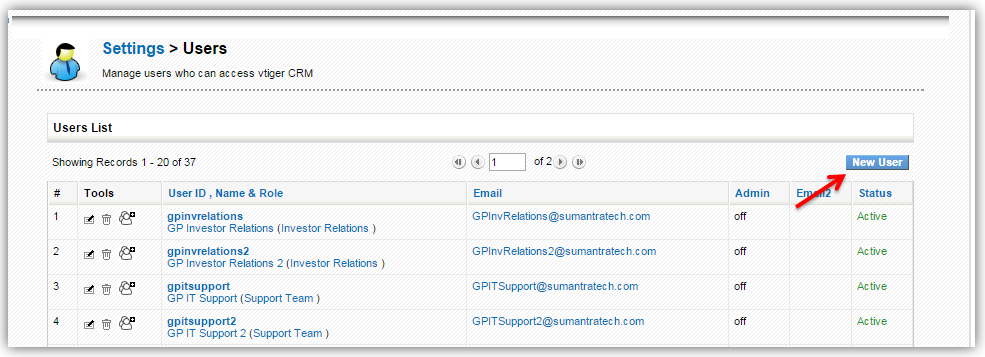 Settings > Users
Manage users who can access vtiger CRM
Users List
Showing Records 1 - 20 of 37 1 of 2 New User
# Tools User ID , Name & Role Email Admin Email2 Status
1 gpinvrelations GPInvRelations@sumantratech.com off Active
GP Investor Relations (Investor Relations )
2 gpinvrelations2 GPInvRelations2@sumantratech.com off Active
GP Investor Relations 2 (Investor Relations )
3 gpitsupport GPITSupport@sumantratech.com off Active
GP IT Support (Support Team )
4 gpitsupport2 GPITSupport2@sumantratech.com off Active
GP IT Support 2 (Support Team )